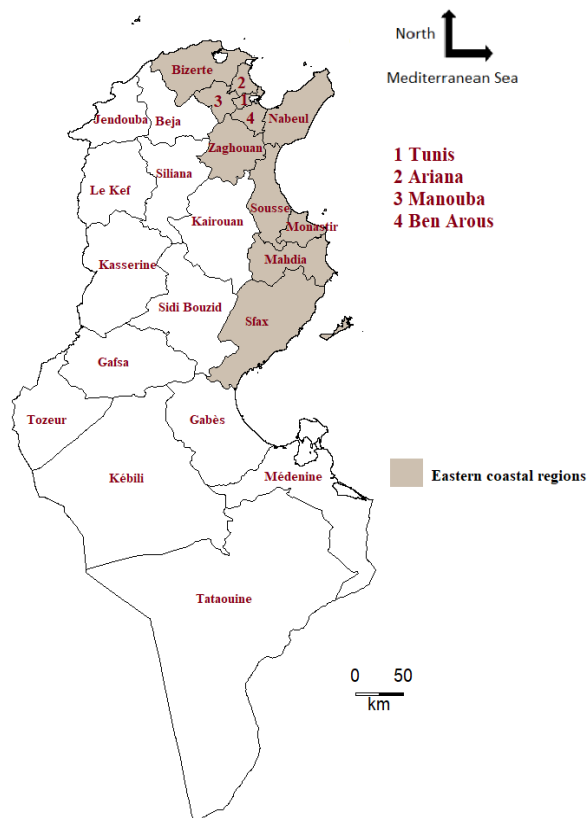 North
Mediterranean Sea
Bizerte
2
1
3
4
Jendouba
Beja
Nabeul
Zaghouan
1 Tunis
2 Ariana
3 Manouba
4 Ben Arous
Le Kef
Siliana
Kairouan
Sousse
Monastir
Mahdia
Kasserine
Sidi Bouzid
Sfax
Gafsa
Tozeur
Gabès
Kébili
Médenine
Eastern coastal regions
Tataouine
0 50
km